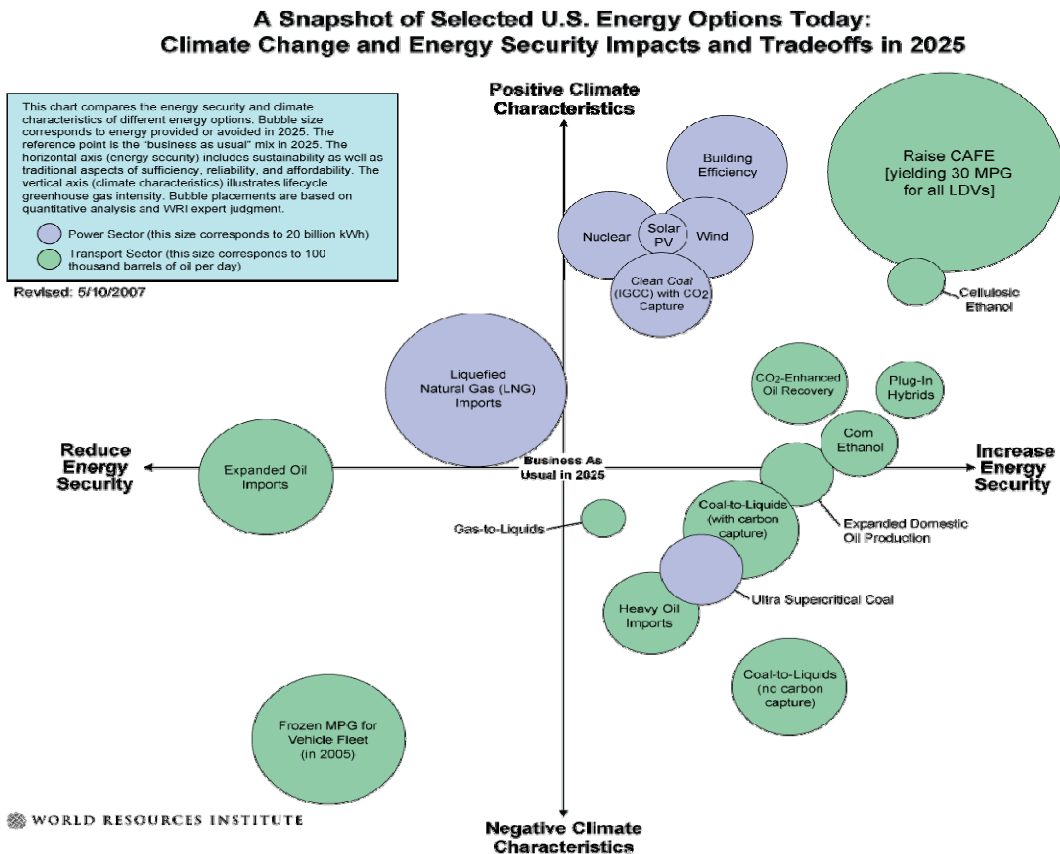 A Snapshot of Selected U.S. Energy Options Today:
Climate Change and Energy Security Impacts and Tradeoffs in 2025
This chart compares the energy security and climate
characteristics of different energy options. Bubble size
corresponds to energy provided or avoided in 2025. The
reference point is the "business as usual" mix in 2025. The
horizontal axis (energy security) includes sustainability as well as
traditional aspects of sufficiency, reliability, and affordability. The
vertical axis (climate characteristics) illustrates lifecycle
greenhouse gas intensity. Bubble placements are based on
quantitative analysis and WRI expert judgment.
Power Sector (this size corresponds to 20 billion kWh)
Transport Sector (this size corresponds to 100
thousand barrels of oil per day)
Revised: 5/10/2007
Positive Climate
Characteristics
Building
Efficiency
Raise CAFE
[yielding 30 MPG
for all LDVs]
Nuclear
Solar
PV
Wind
Clean Coal
(IGCC) with CO2
Capture
Cellulosic
Ethanol
Liquefied
Natural Gas (LNG)
Imports
CO2-Enhanced
Oil Recovery
Plug-In
Hybrids
Corn
Ethanol
Reduce
Energy
Security
Expanded Oil
Imports
Business As
Usual in 2025
Increase
Energy
Security
Gas-to-Liquids
Coal-to-Liquids
(with carbon
capture)
Expanded Domestic
Oil Production
Ultra Supercritical Coal
Heavy Oil
Imports
Coal-to-Liquids
(no carbon
capture)
Frozen MPG for
Vehicle Fleet
(in 2005)
WORLD RESOURCES INSTITUTE
Negative Climate
Characteristics